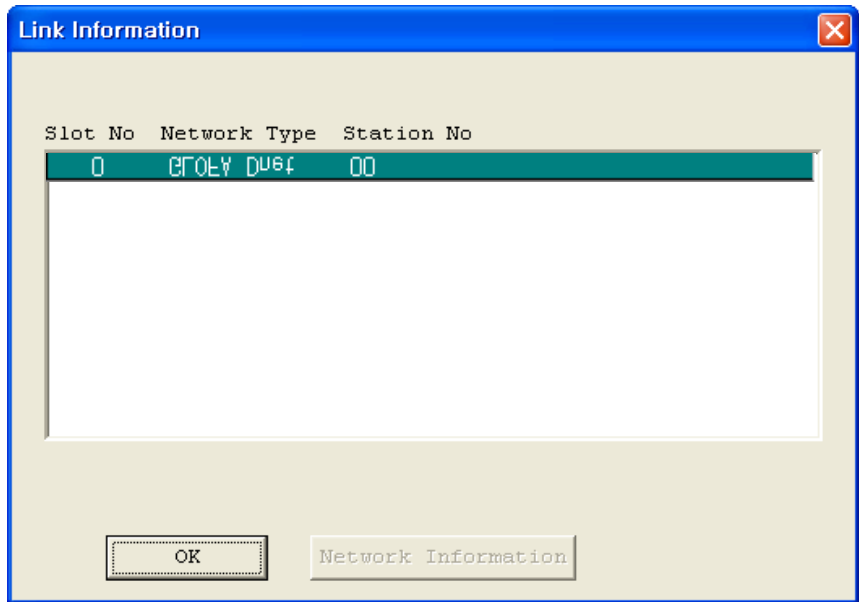 Link Information
Slot No Network Type Station No
0 GLOFA Dnet 00
OK
Network Information